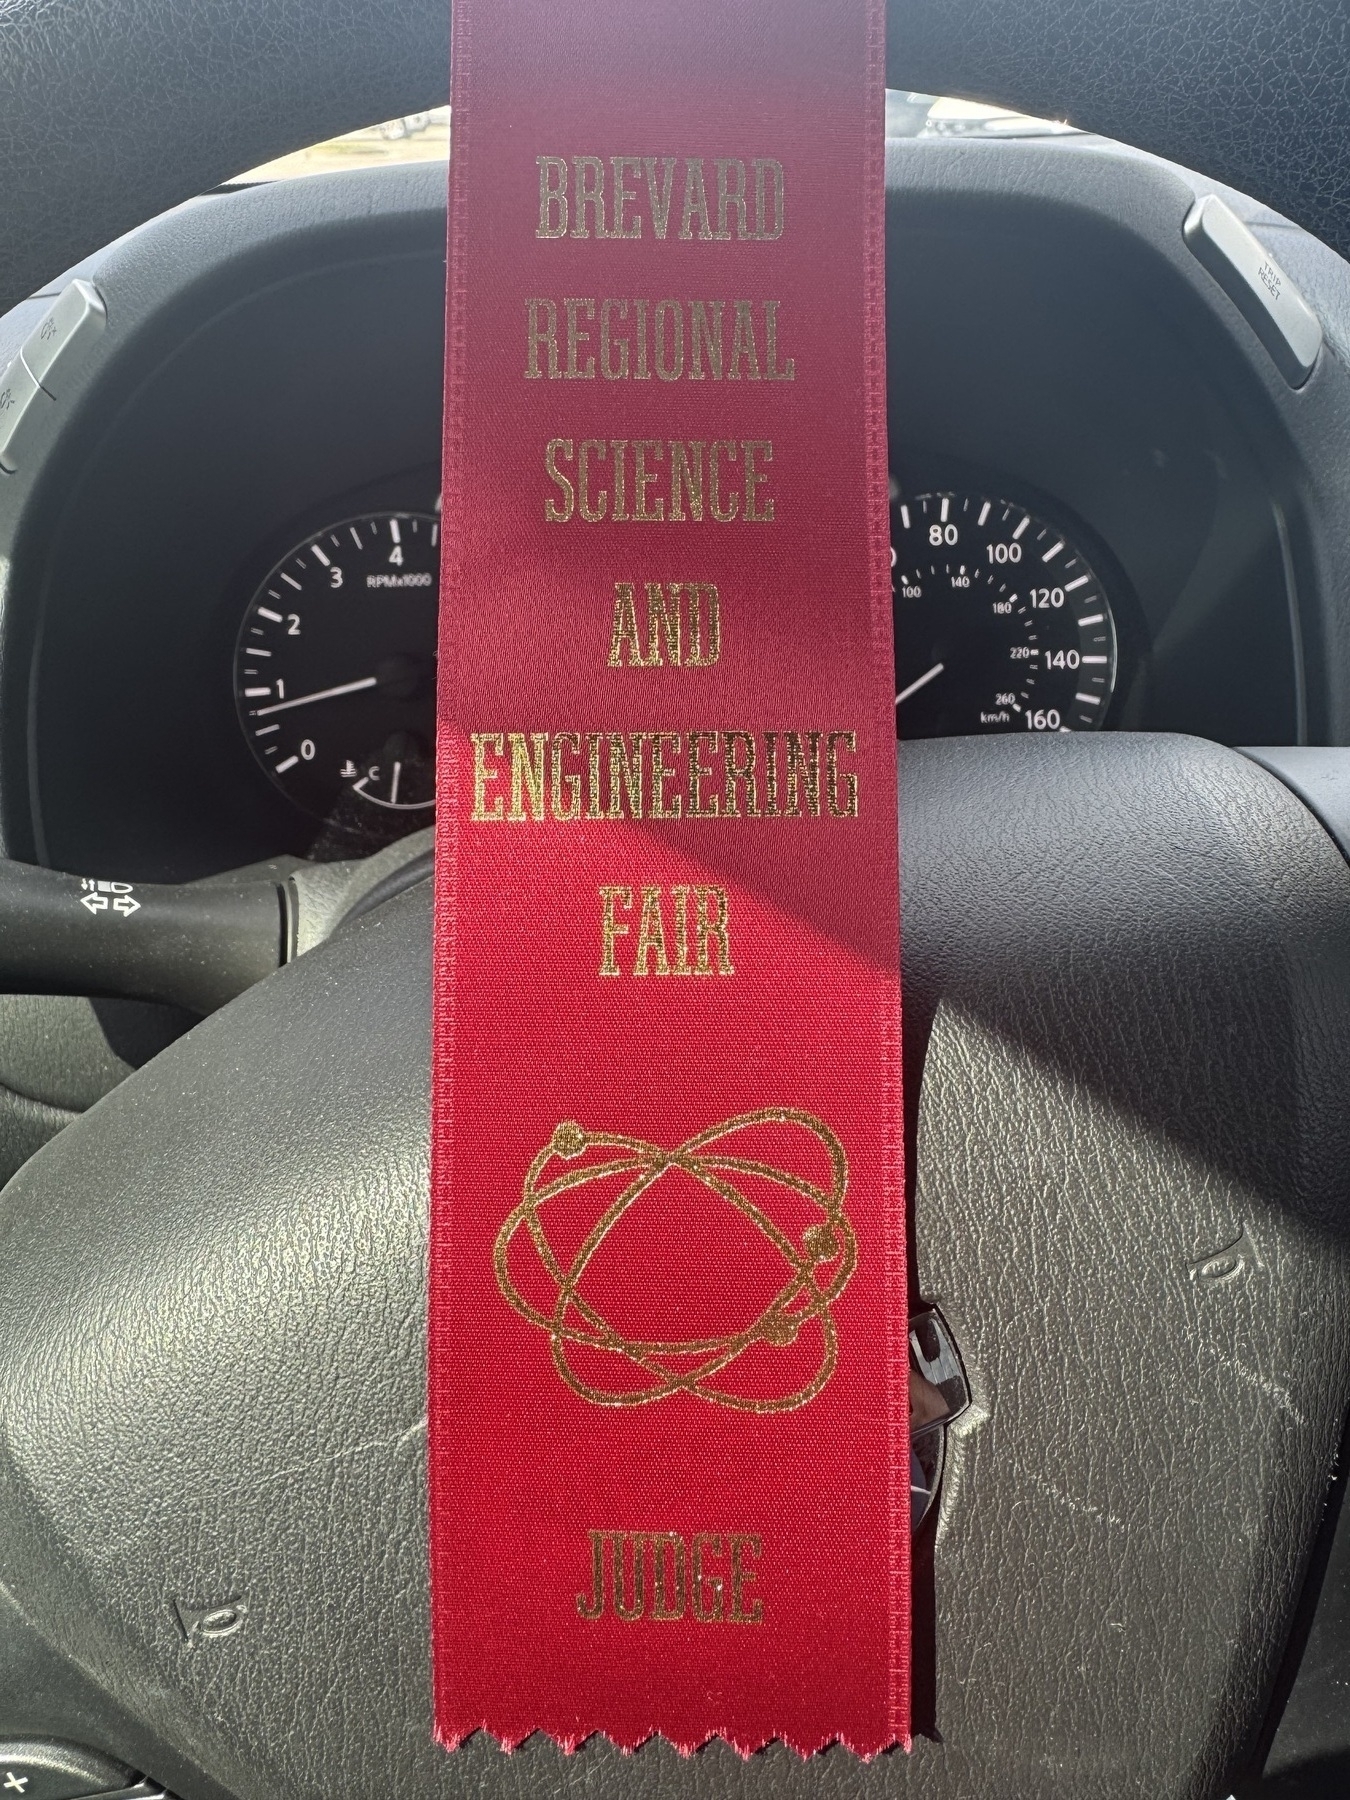 BREVARD
REGIONAL
SCIENCE
AND
ENGINEERING
FAIR
JUDGE
TRIP
RESET
0
1
2
3
4
RPMx1000
C
80
100
120
140
160
100
140
180
220
260
km/h
+